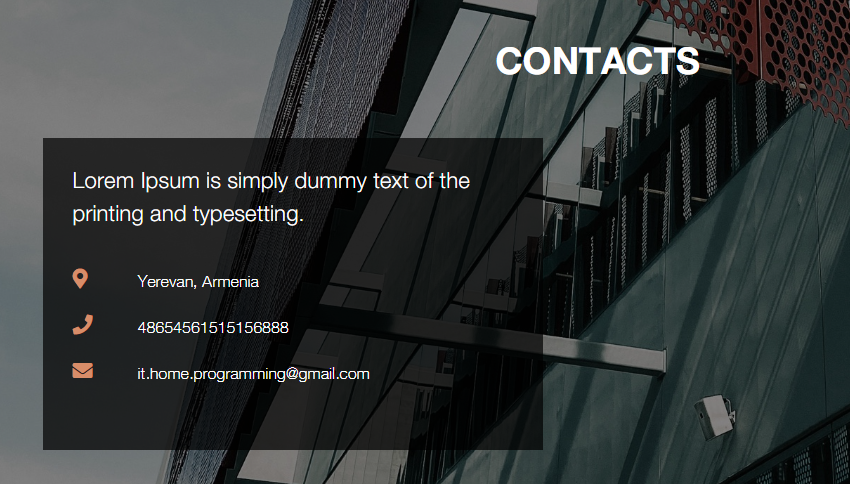 CONTACTS
Lorem Ipsum is simply dummy text of the
printing and typesetting.
Yerevan, Armenia
48654561515156888
it.home.programming@gmail.com